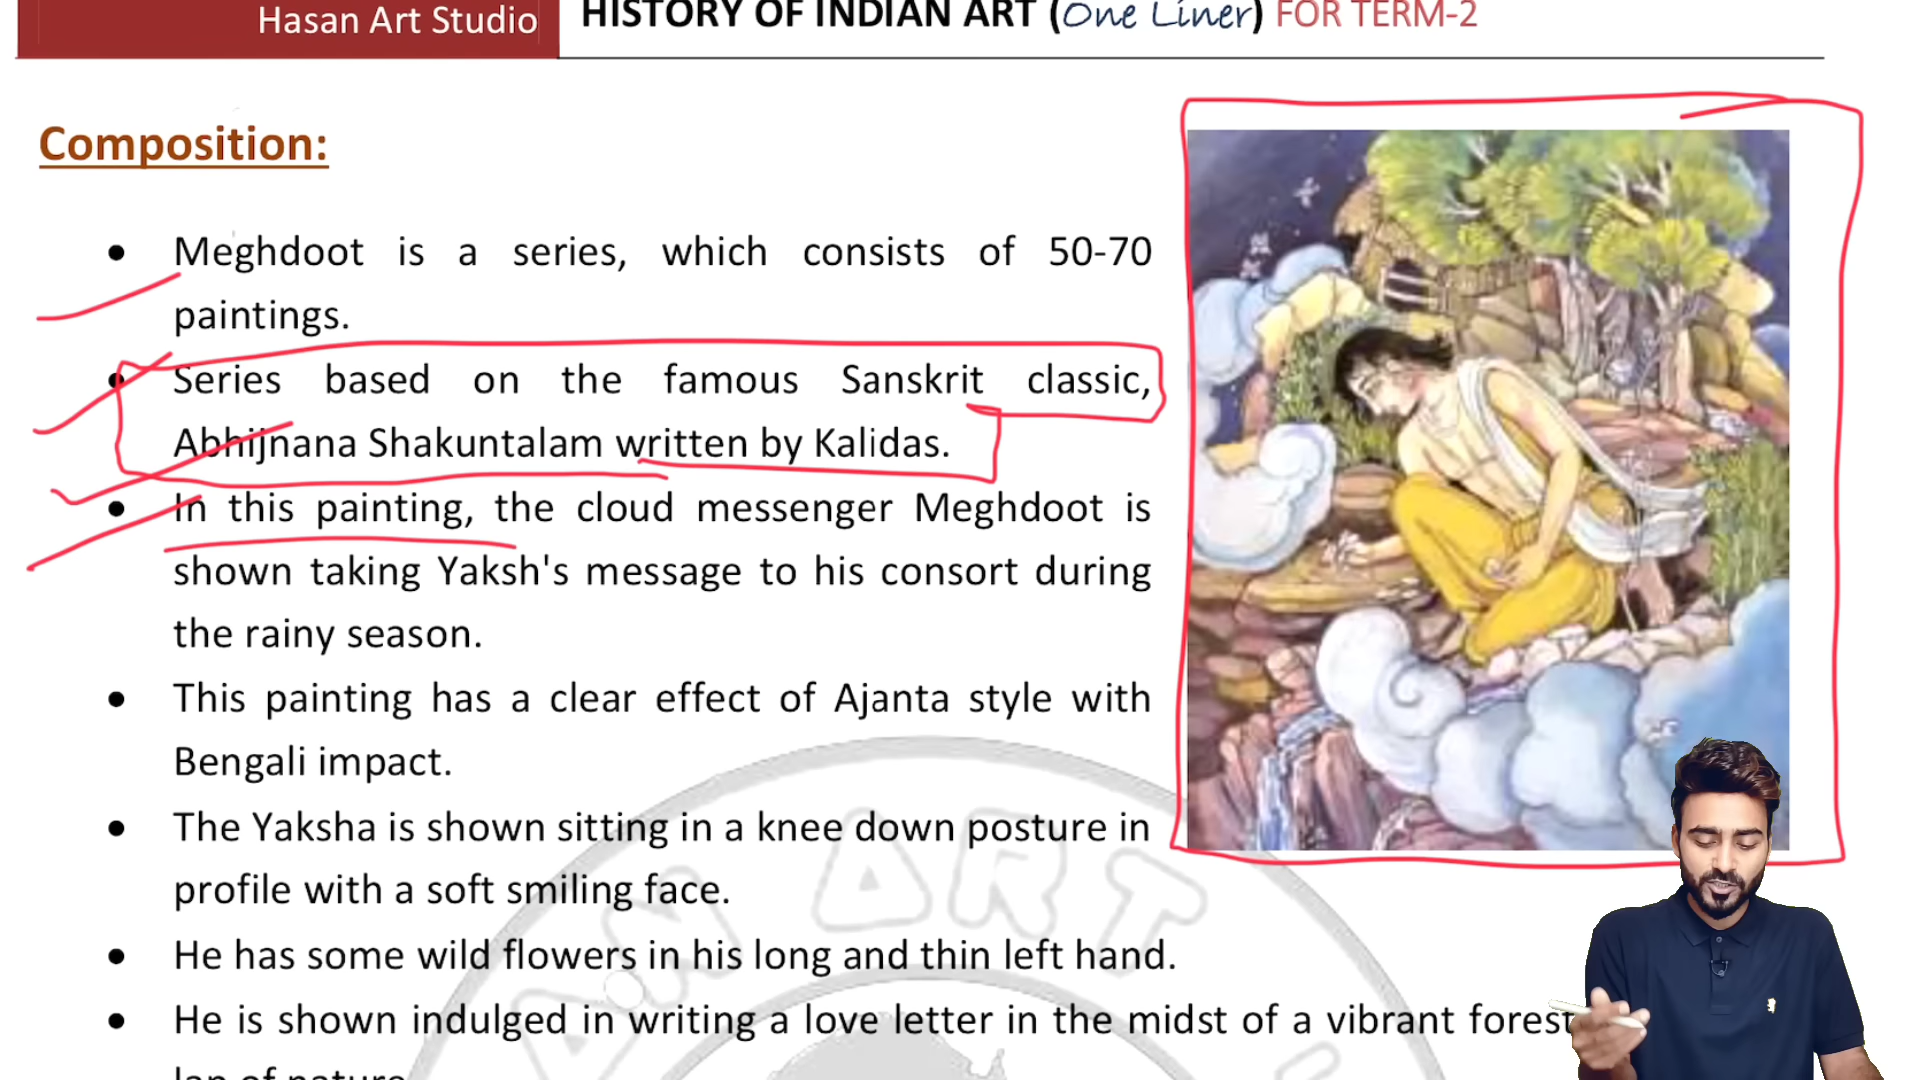 Hasan Art Studio
HISTORY OF INDIAN ART (One Liner) FOR TERM-2
Composition:
• Meghdoot is a series, which consists of 50-70
paintings.
• Series based on the famous Sanskrit classic,
Abhijnana Shakuntalam written by Kalidas.
• In this painting, the cloud messenger Meghdoot is
shown taking Yaksh's message to his consort during
the rainy season.
• This painting has a clear effect of Ajanta style with
Bengali impact.
• The Yaksha is shown sitting in a knee down posture in
profile with a soft smiling face.
• He has some wild flowers in his long and thin left hand.
• He is shown indulged in writing a love letter in the midst of a vibrant forest
lap of nature
AN ART